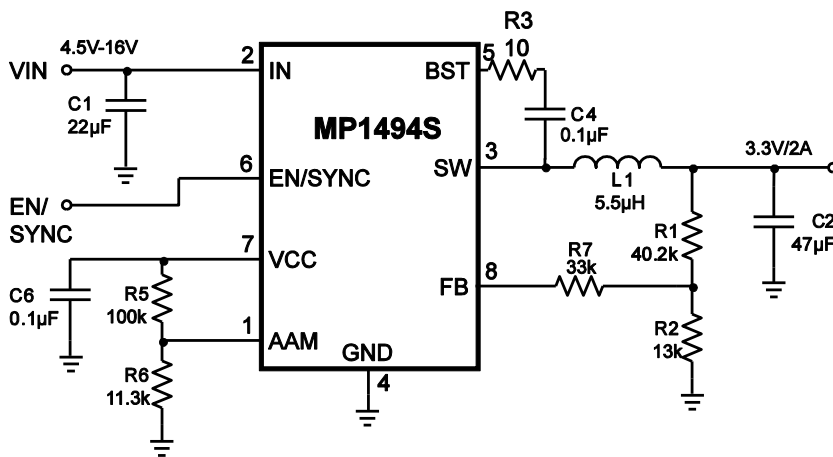 R3
10
4.5V-16V
2
5
VIN
IN
BST
C1
22μF
MP1494S
C4
0.1μF
3
3.3V/2A
6
SW
EN/SYNC
L1
5.5μH
EN/
SYNC
R1
40.2k
C2
47μF
7
VCC
R7
33k
8
C6
0.1μF
R5
100k
FB
1
AAM
R2
13k
GND
R6
11.3k
4